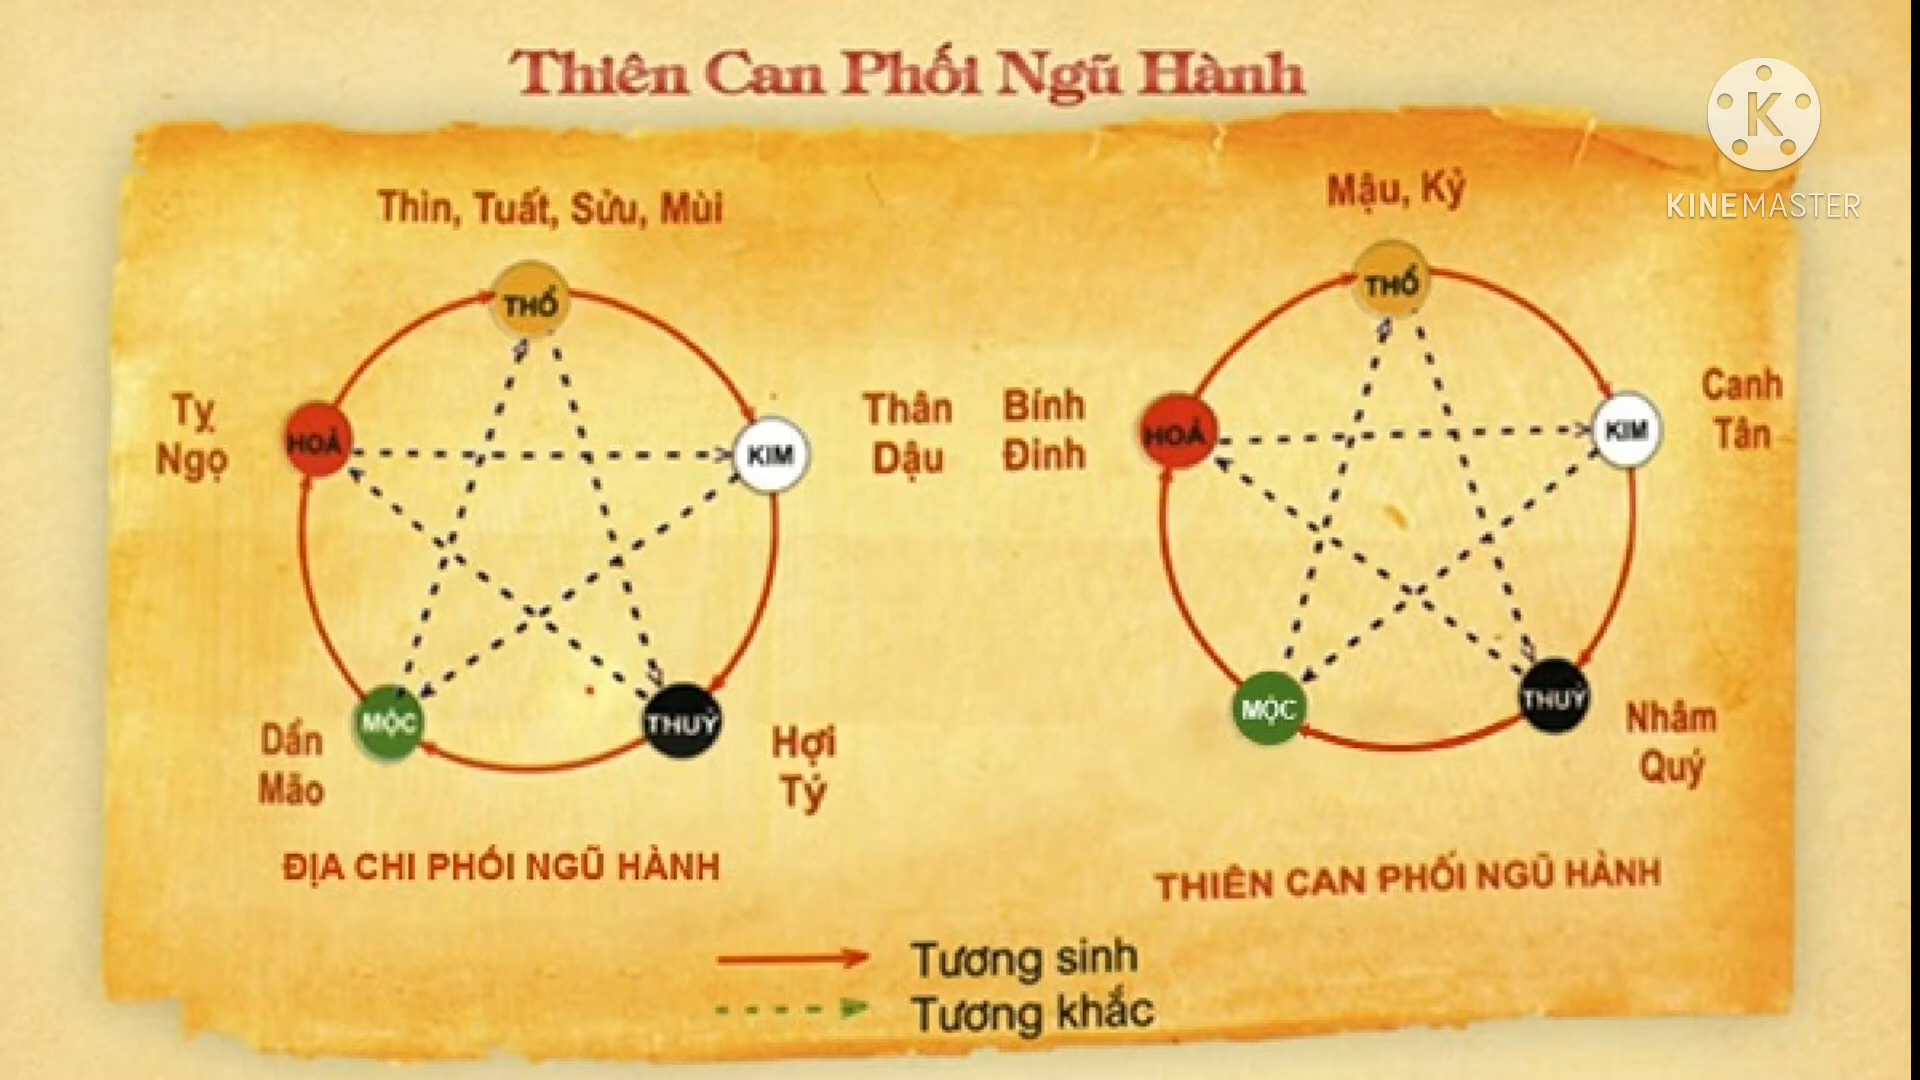 Thiên Can Phối Ngũ Hành
K
KINEMASTER
Thìn, Tuất, Sửu, Mùi
THỔ
Tỵ
Ngọ
HOẢ
KIM
Thân
Dậu
Dần
Mão
MỘC
THUỶ
Hợi
Tý
ĐỊA CHI PHỐI NGŨ HÀNH
Mậu, Kỷ
THỔ
Bính
Đinh
HOẢ
KIM
Canh
Tân
MỘC
THUỶ
Nhâm
Quý
THIÊN CAN PHỐI NGŨ HÀNH
Tương sinh
Tương khắc